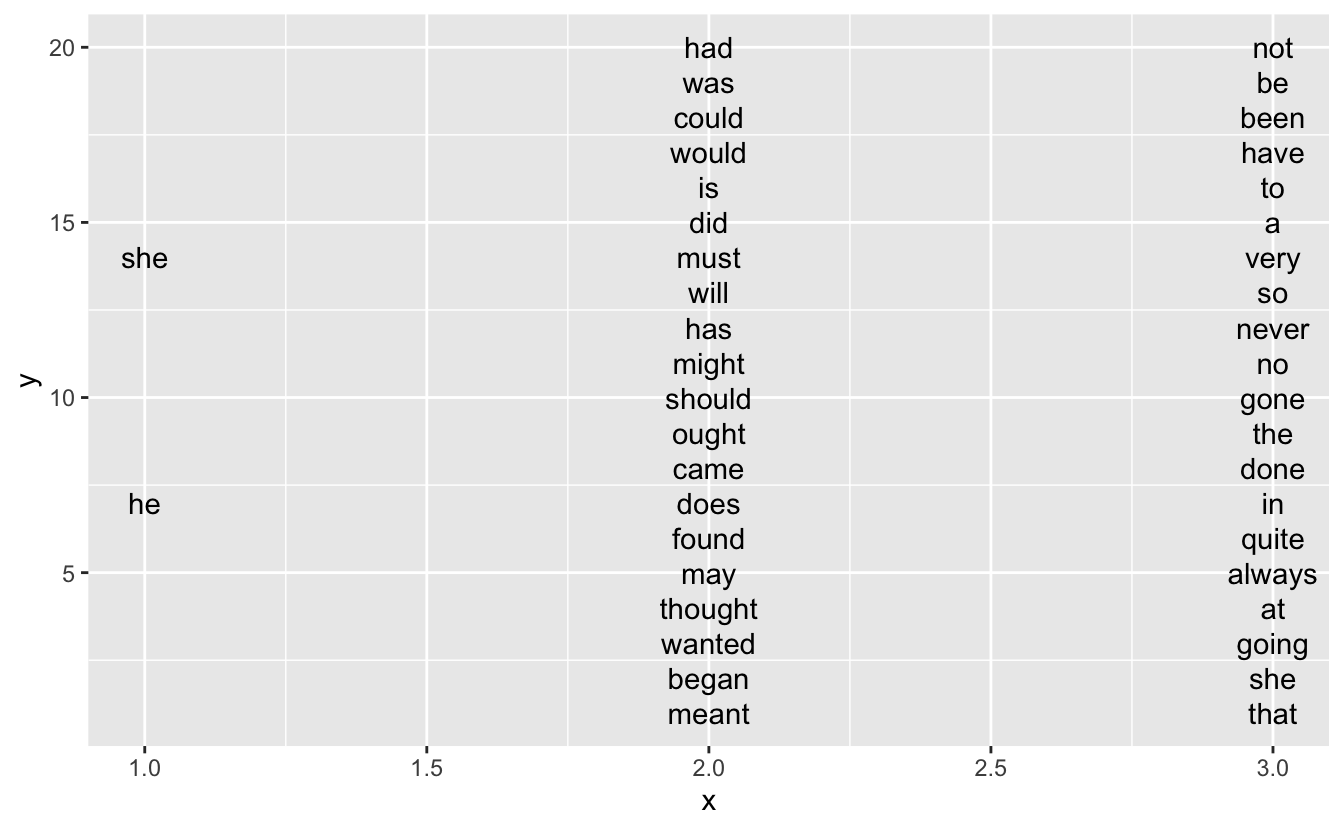 20 had not
was be
could been
would have
is to
15 did a
she must very
will so
has never
might no
y
10 should gone
ought the
came done
he does in
found quite
5 may always
thought at
wanted going
began she
meant that
1.0 1.5 2.0 2.5 3.0
x